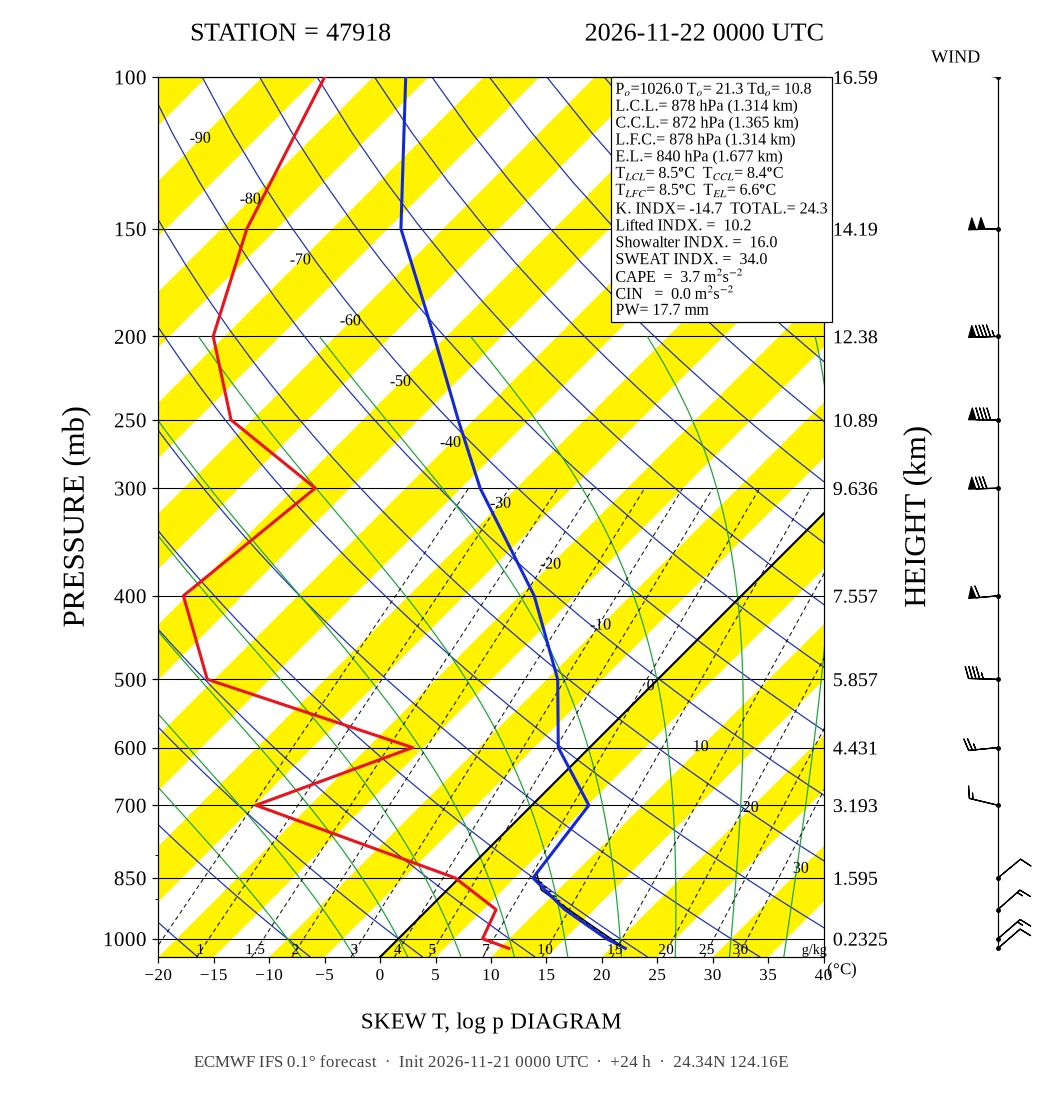 STATION = 47918
2026-11-22 0000 UTC
WIND
P_o=1026.0 T_o= 21.3 Td_o= 10.8
L.C.L.= 878 hPa (1.314 km)
C.C.L.= 872 hPa (1.365 km)
L.F.C.= 878 hPa (1.314 km)
E.L.= 840 hPa (1.677 km)
T_LCL= 8.5°C T_CCL= 8.4°C
T_LFC= 8.5°C T_EL= 6.6°C
K. INDX= -14.7 TOTAL.= 24.3
Lifted INDX. = 10.2
Showalter INDX. = 16.0
SWEAT INDX. = 34.0
CAPE = 3.7 m²s⁻²
CIN = 0.0 m²s⁻²
PW= 17.7 mm
PRESSURE (mb)
100
150
200
250
300
400
500
600
700
850
1000
-90
-80
-70
-60
-50
-40
-30
-20
-10
0
10
20
30
16.59
14.19
12.38
10.89
9.636
7.557
5.857
4.431
3.193
1.595
0.2325
HEIGHT (km)
1 1.5 2 3 4 5 7 10 15 20 25 30 g/kg
−20 −15 −10 −5 0 5 10 15 20 25 30 35 40
(°C)
SKEW T, log p DIAGRAM
ECMWF IFS 0.1° forecast · Init 2026-11-21 0000 UTC · +24 h · 24.34N 124.16E